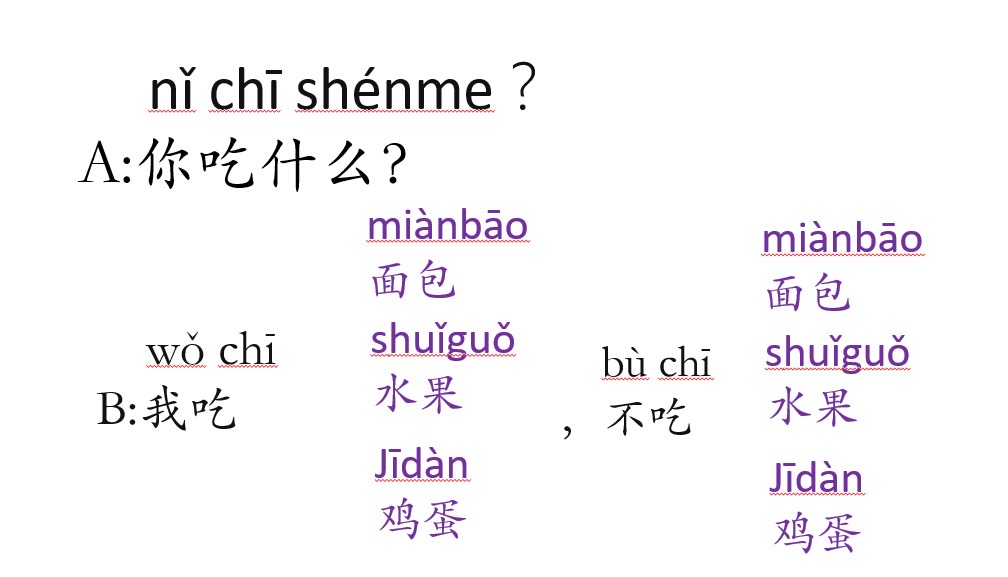 nǐ chī shénme？
A:你吃什么?
miànbāo
面包
shuǐguǒ
水果
Jīdàn
鸡蛋
wǒ chī
B:我吃
bù chī
，不吃
miànbāo
面包
shuǐguǒ
水果
Jīdàn
鸡蛋